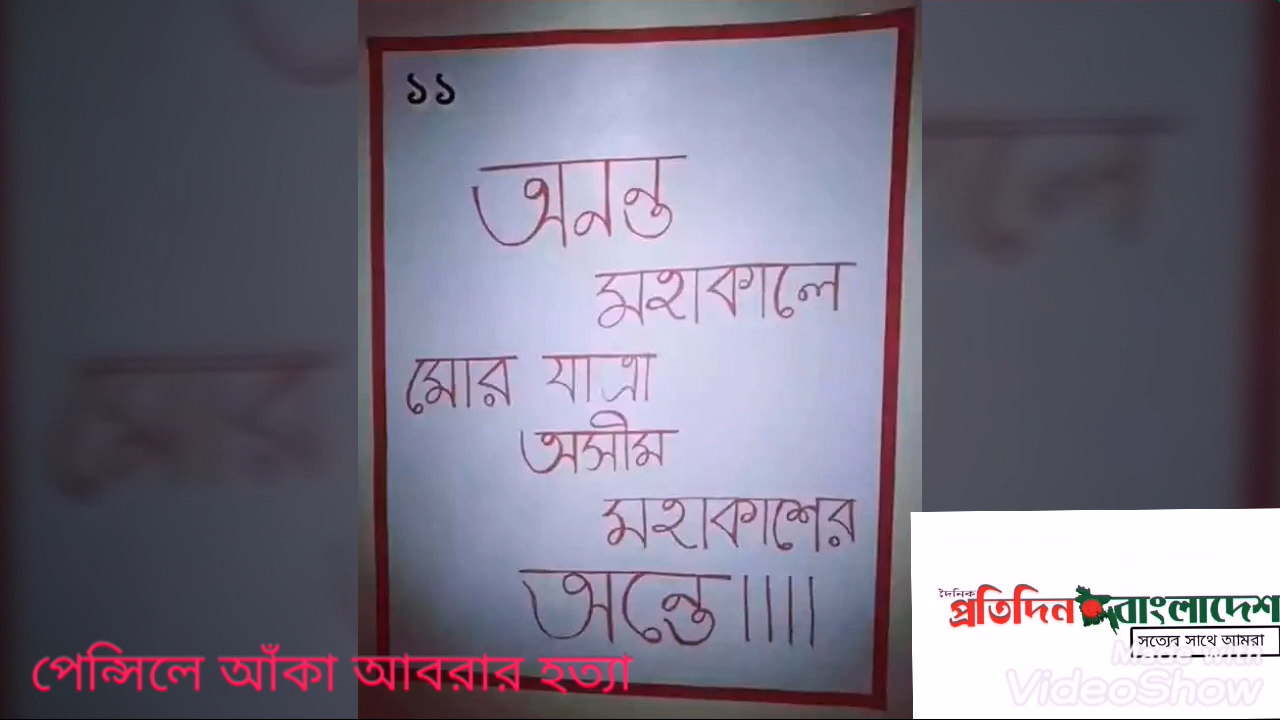 ১১
অনন্ত
মহাকালে
মোর যাত্রা
অসীম
মহাকাশের
অন্তে।।।।
পেন্সিলে আঁকা আবরার হত্যা
দৈনিক
প্রতিদিন বাংলাদেশ
সত্যের সাথে আমরা
Made With
VideoShow